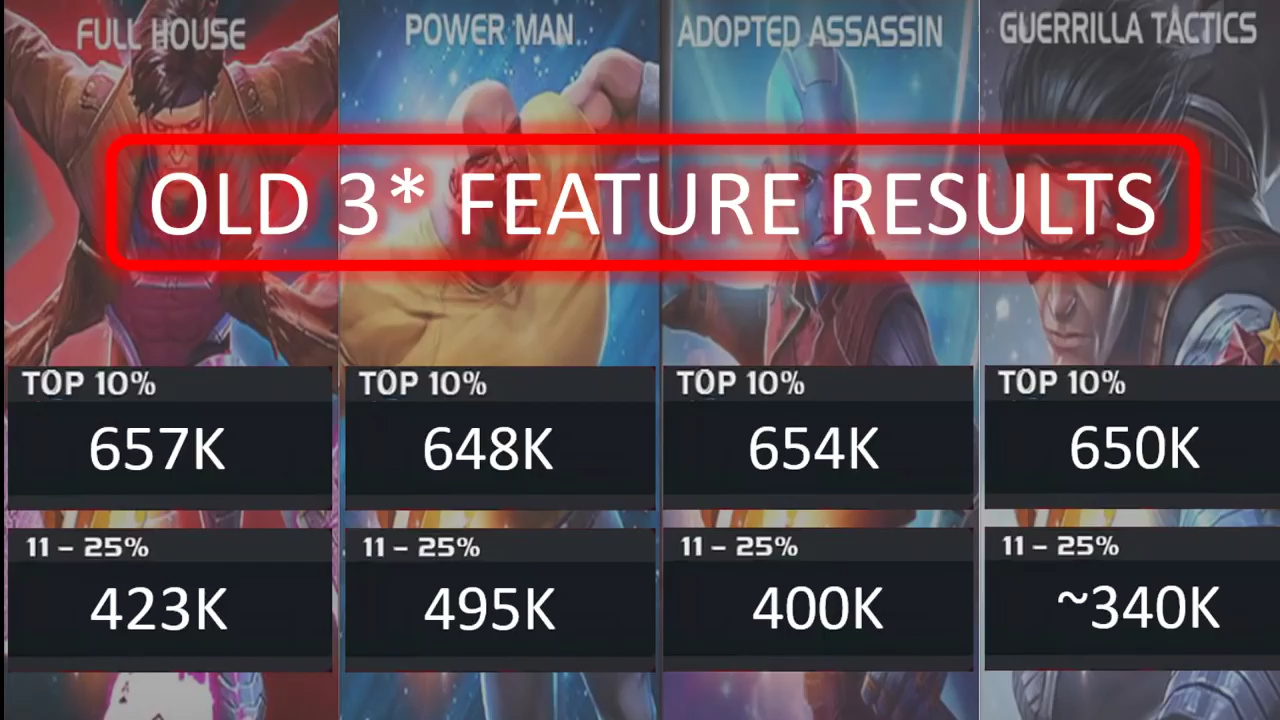 FULL HOUSE
POWER MAN
ADOPTED ASSASSIN
GUERRILLA TACTICS
OLD 3* FEATURE RESULTS
TOP 10%
TOP 10%
TOP 10%
TOP 10%
657K
648K
654K
650K
11 – 25%
11 – 25%
11 – 25%
11 – 25%
423K
495K
400K
~340K